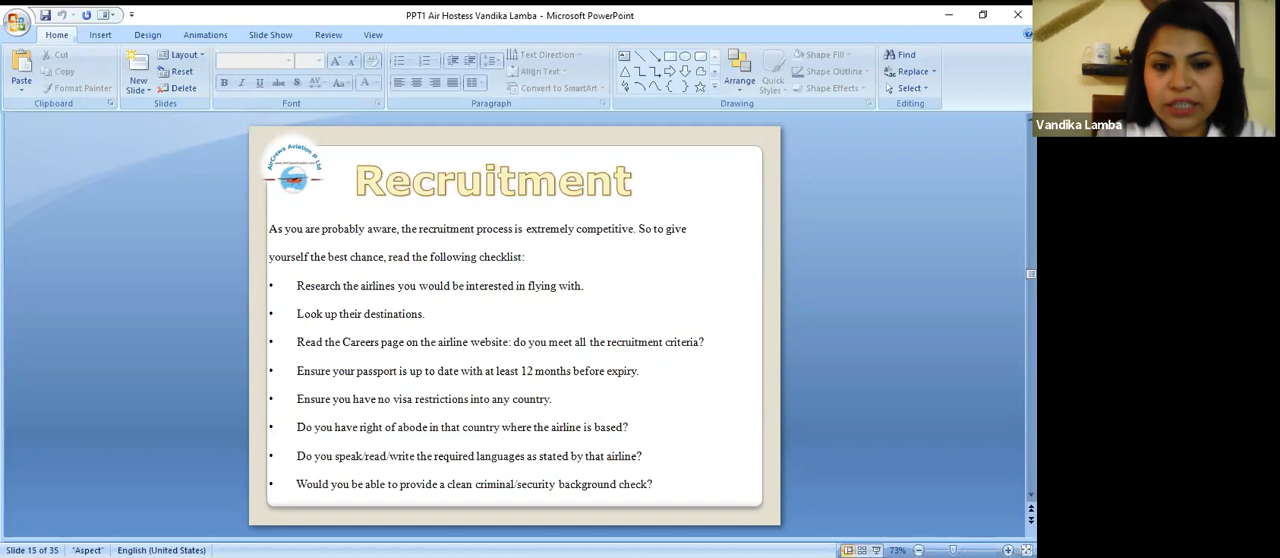 PPT1 Air Hostess Vandika Lamba - Microsoft PowerPoint
Home Insert Design Animations Slide Show Review View
Paste
Cut
Copy
Format Painter
Clipboard
New
Slide
Layout
Reset
Delete
Slides
B I U abc S AV Aa A
Font
Text Direction
Align Text
Convert to SmartArt
Paragraph
Arrange
Quick
Styles
Shape Fill
Shape Outline
Shape Effects
Drawing
Find
Replace
Select
Editing
Vandika Lamba
AirCrews Aviation P Ltd
Recruitment
As you are probably aware, the recruitment process is extremely competitive. So to give
yourself the best chance, read the following checklist:
• Research the airlines you would be interested in flying with.
• Look up their destinations.
• Read the Careers page on the airline website: do you meet all the recruitment criteria?
• Ensure your passport is up to date with at least 12 months before expiry.
• Ensure you have no visa restrictions into any country.
• Do you have right of abode in that country where the airline is based?
• Do you speak/read/write the required languages as stated by that airline?
• Would you be able to provide a clean criminal/security background check?
Slide 15 of 35 "Aspect" English (United States) 73%